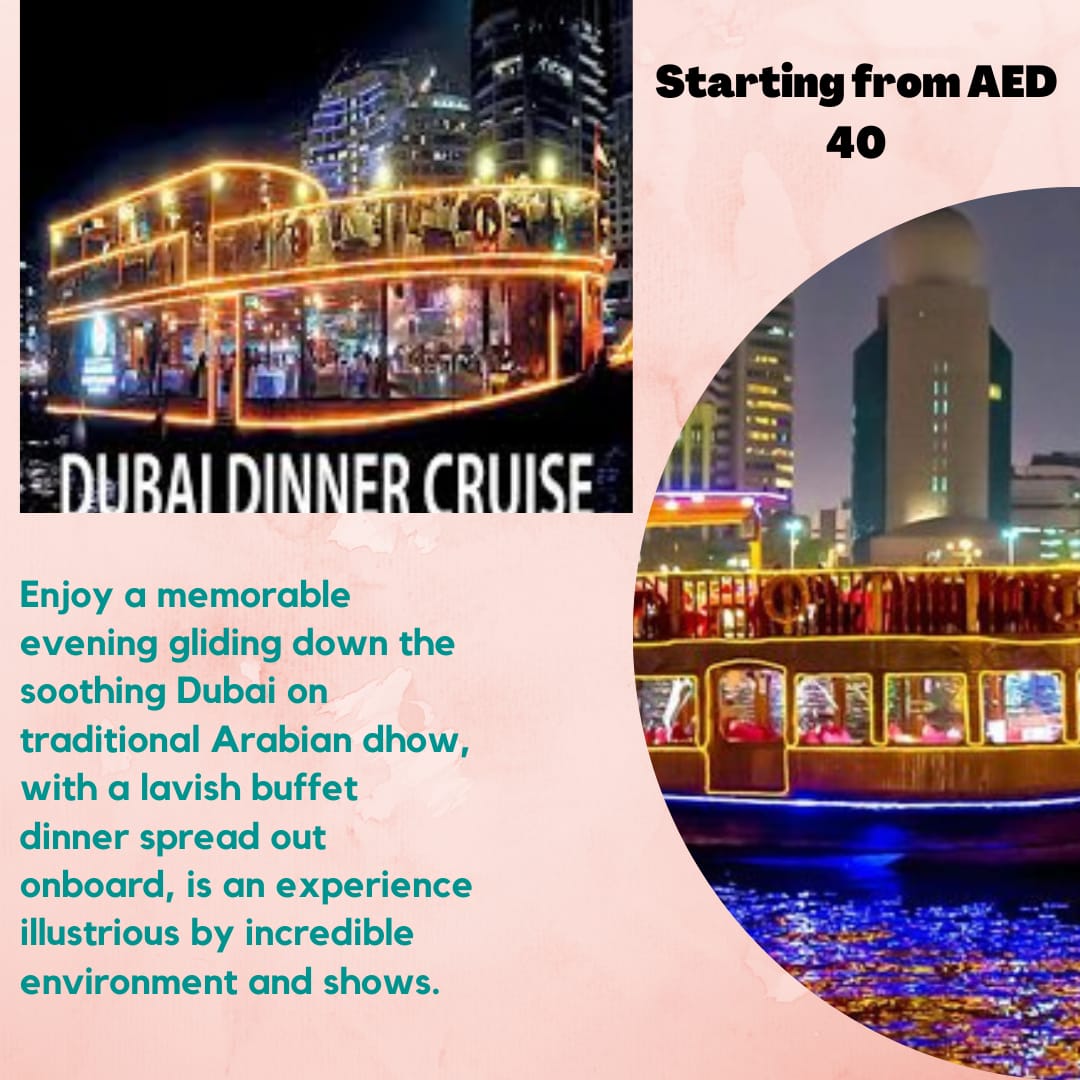 Starting from AED
40
DUBAI DINNER CRUISE
Enjoy a memorable
evening gliding down the
soothing Dubai on
traditional Arabian dhow,
with a lavish buffet
dinner spread out
onboard, is an experience
illustrious by incredible
environment and shows.